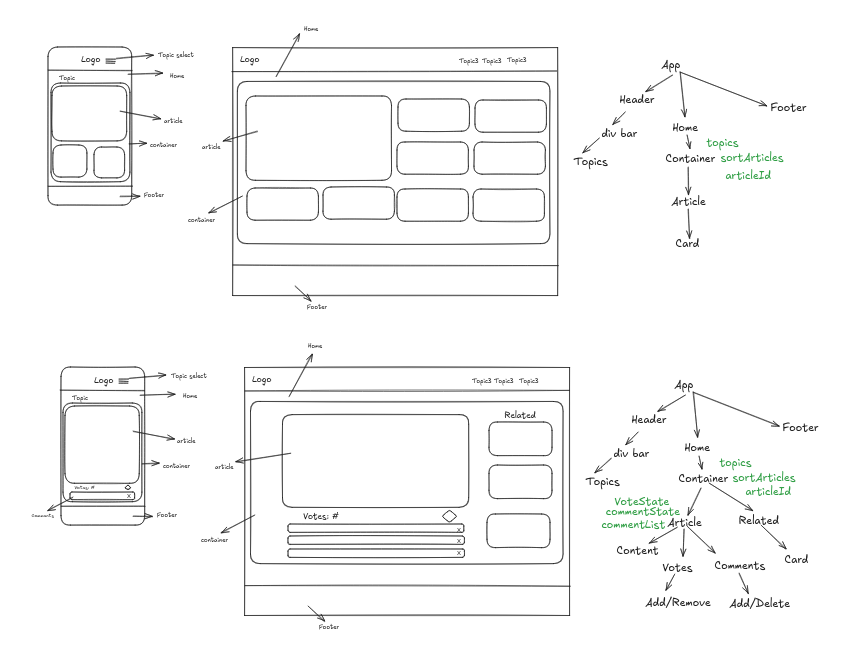 Home
Logo
Topic select
Home
Topic
article
container
Footer
Logo
Topic3 Topic3 Topic3
article
container
Footer
App
Header
Footer
div bar
Home
Topics
topics
Container
sortArticles
articleId
Article
Card
Home
Logo
Topic select
Home
Topic
article
container
Votes: #
X
Comments
Footer
Logo
Topic3 Topic3 Topic3
Related
article
Votes: #
container
X
X
X
Footer
App
Header
Footer
div bar
Home
Topics
topics
Container
sortArticles
articleId
VoteState
commentState
commentList
Article
Related
Content
Votes
Comments
Card
Add/Remove
Add/Delete